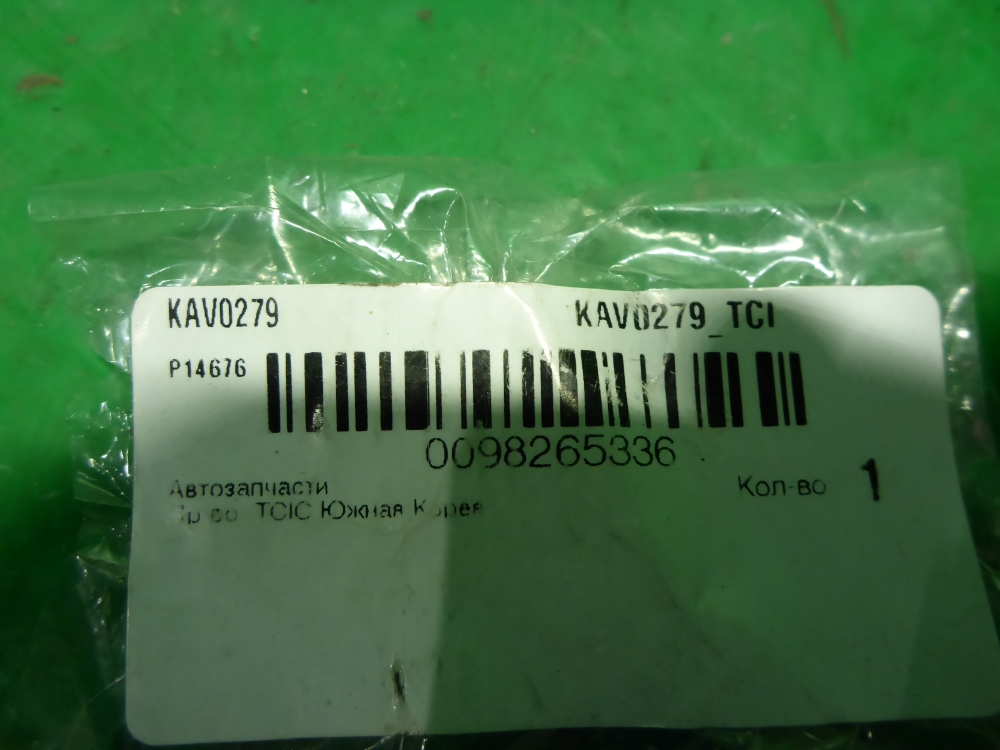 KAV0279 KAV0279_TCI
P14676
0098265336
Автозапчасти Кол-во 1
TCIC Южная Корея